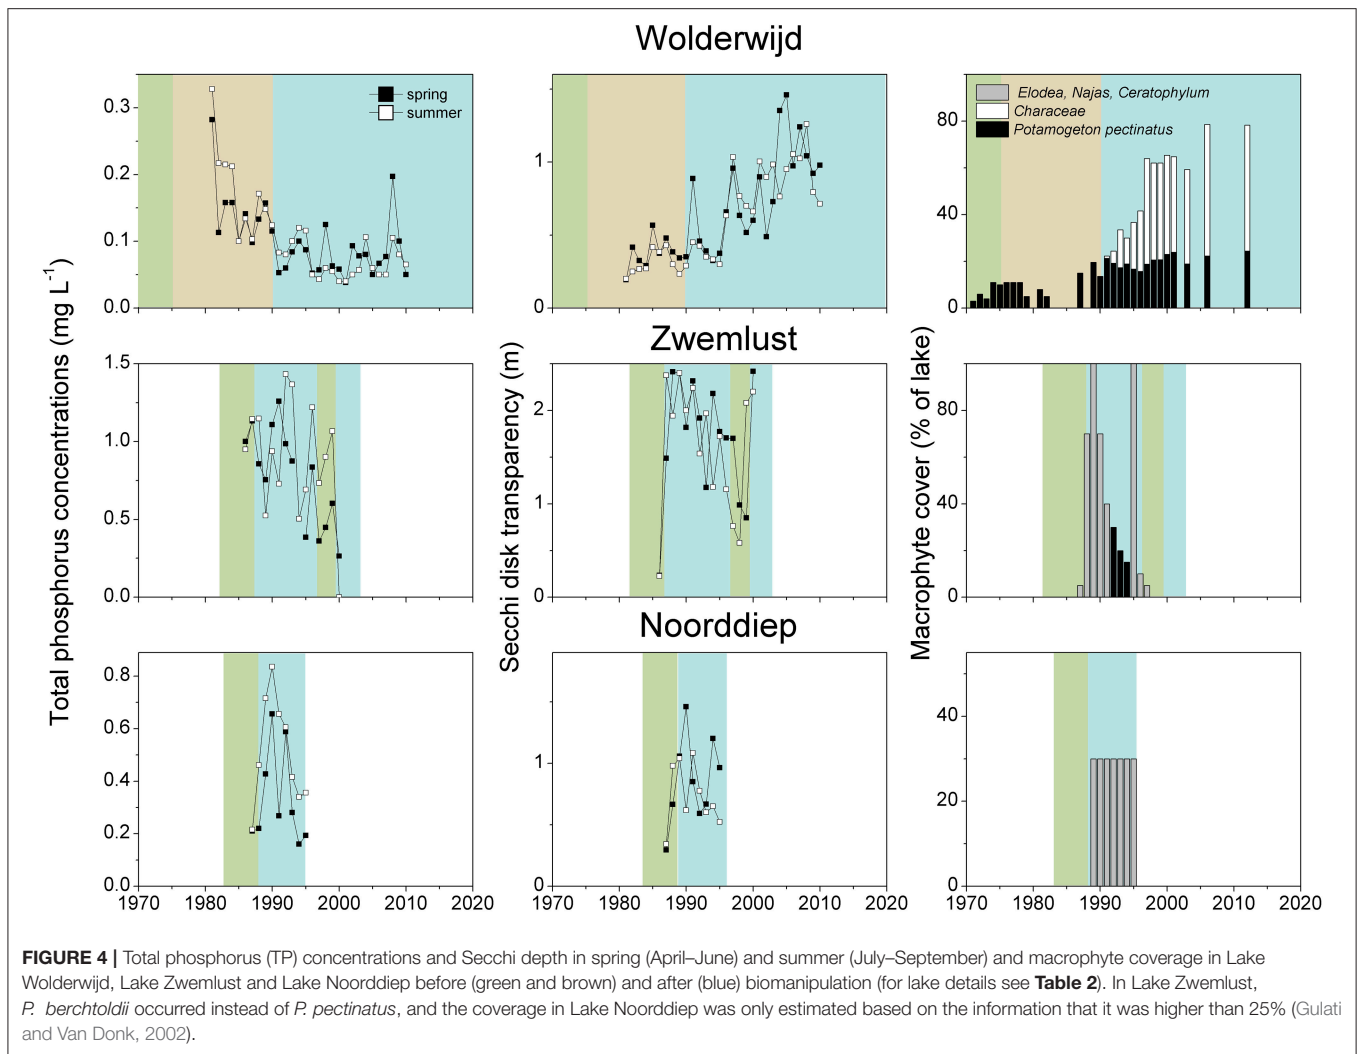 Wolderwijd
0.3
0.2
0.1
0.0
spring
summer
1
0
80
40
0
Elodea, Najas, Ceratophylum
Characeae
Potamogeton pectinatus
Zwemlust
1.5
1.0
0.5
0.0
2
1
0
80
40
0
Noorddiep
0.8
0.6
0.4
0.2
0.0
1970 1980 1990 2000 2010 2020
1
0
1970 1980 1990 2000 2010 2020
40
20
0
1970 1980 1990 2000 2010 2020
Total phosphorus concentrations (mg L-1)
Secchi disk transparency (m)
Macrophyte cover (% of lake)
FIGURE 4 | Total phosphorus (TP) concentrations and Secchi depth in spring (April–June) and summer (July–September) and macrophyte coverage in Lake
Wolderwijd, Lake Zwemlust and Lake Noorddiep before (green and brown) and after (blue) biomanipulation (for lake details see Table 2). In Lake Zwemlust,
P. berchtoldii occurred instead of P. pectinatus, and the coverage in Lake Noorddiep was only estimated based on the information that it was higher than 25% (Gulati
and Van Donk, 2002).